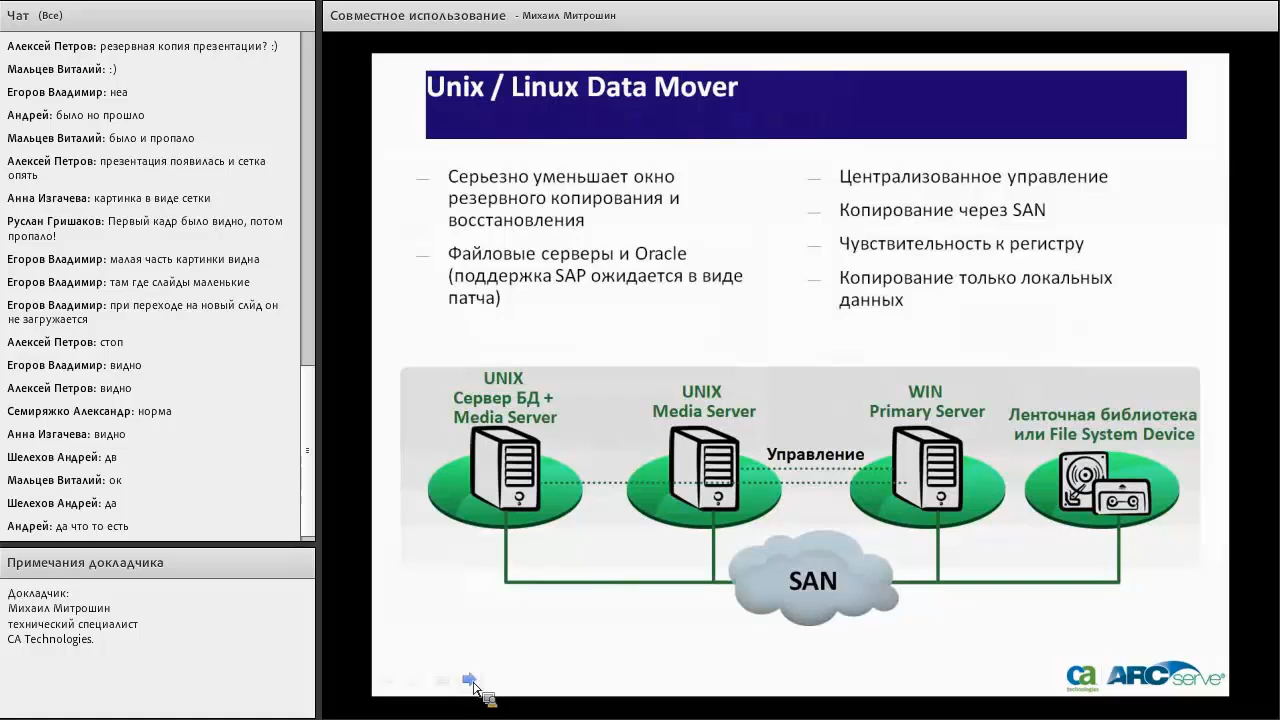 Чат (Все)
Алексей Петров: резервная копия презентации? :)
Мальцев Виталий: :)
Егоров Владимир: неа
Андрей: было но прошло
Мальцев Виталий: было и пропало
Алексей Петров: презентация появилась и сетка
опять
Анна Изгачева: картинка в виде сетки
Руслан Гришаков: Первый кадр было видно, потом
пропало!
Егоров Владимир: малая часть картинки видна
Егоров Владимир: там где слайды маленькие
Егоров Владимир: при переходе на новый слйд он
не загружается
Алексей Петров: стоп
Егоров Владимир: видно
Алексей Петров: видно
Семиряжко Александр: норма
Анна Изгачева: видно
Шелехов Андрей: дв
Мальцев Виталий: ок
Шелехов Андрей: да
Андрей: да что то есть
Примечания докладчика
Докладчик:
Михаил Митрошин
технический специалист
CA Technologies.
Совместное использование - Михаил Митрошин
Unix / Linux Data Mover
— Серьезно уменьшает окно
резервного копирования и
восстановления
— Файловые серверы и Oracle
(поддержка SAP ожидается в виде
патча)
— Централизованное управление
— Копирование через SAN
— Чувствительность к регистру
— Копирование только локальных
данных
UNIX
Сервер БД +
Media Server
UNIX
Media Server
WIN
Primary Server
Ленточная библиотека
или File System Device
Управление
SAN
ca
technologies
ARCserve®